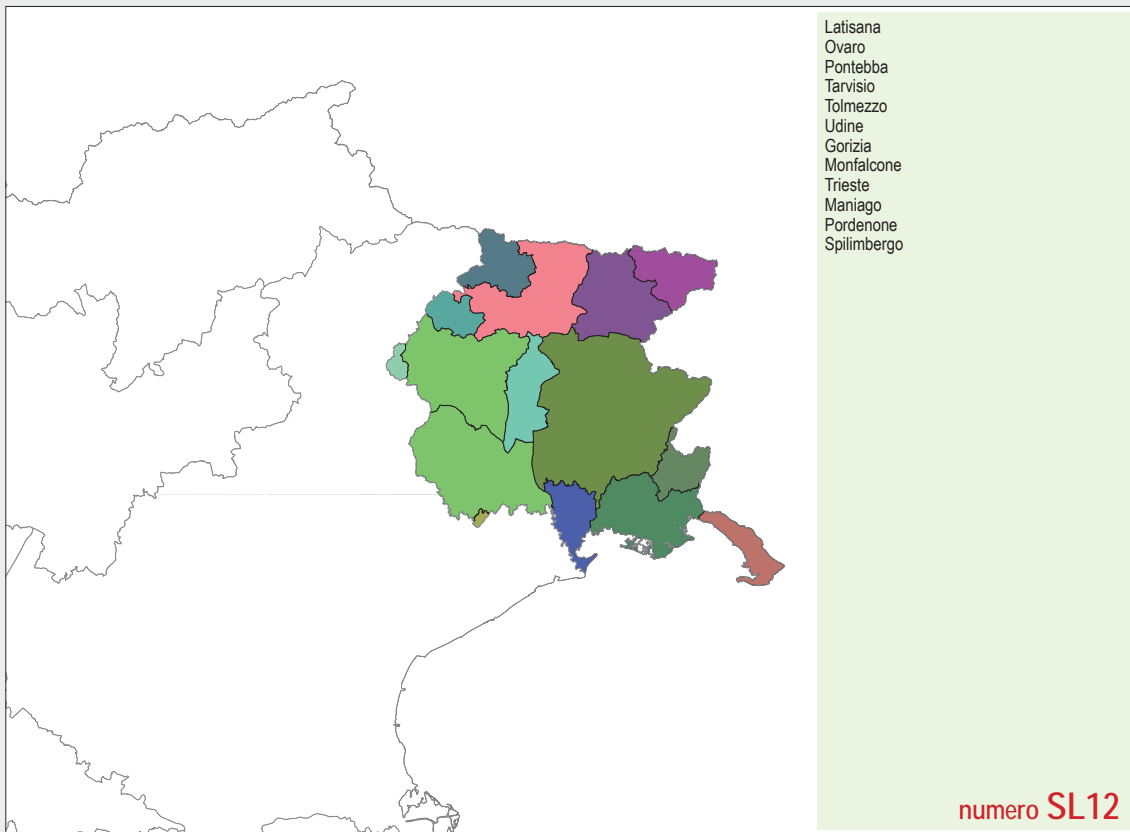 Latisana
Ovaro
Pontebba
Tarvisio
Tolmezzo
Udine
Gorizia
Monfalcone
Trieste
Maniago
Pordenone
Spilimbergo
numero SL12